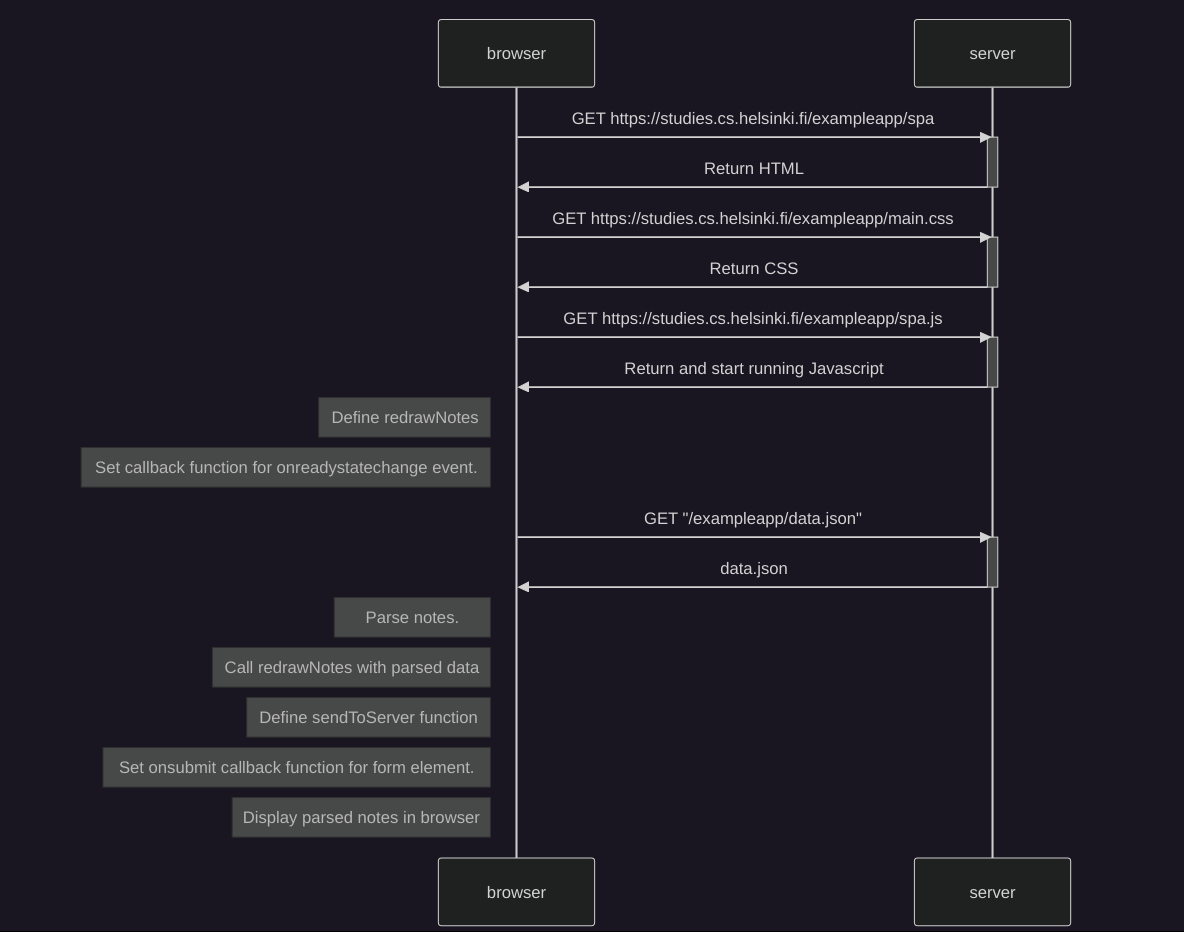 browser
server
GET https://studies.cs.helsinki.fi/exampleapp/spa
Return HTML
GET https://studies.cs.helsinki.fi/exampleapp/main.css
Return CSS
GET https://studies.cs.helsinki.fi/exampleapp/spa.js
Return and start running Javascript
Define redrawNotes
Set callback function for onreadystatechange event.
GET "/exampleapp/data.json"
data.json
Parse notes.
Call redrawNotes with parsed data
Define sendToServer function
Set onsubmit callback function for form element.
Display parsed notes in browser
browser
server